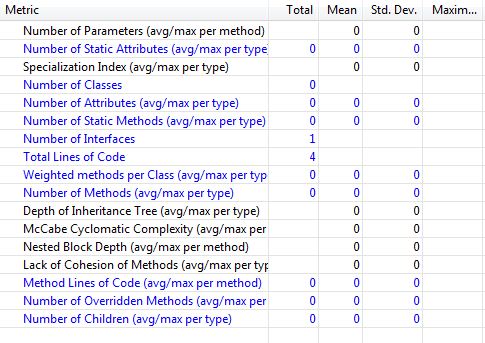 Metric Total Mean Std. Dev. Maxim...
Number of Parameters (avg/max per method) 0 0
Number of Static Attributes (avg/max per type 0 0 0
Specialization Index (avg/max per type) 0 0
Number of Classes 0
Number of Attributes (avg/max per type) 0 0 0
Number of Static Methods (avg/max per type) 0 0 0
Number of Interfaces 1
Total Lines of Code 4
Weighted methods per Class (avg/max per typ 0 0 0
Number of Methods (avg/max per type) 0 0 0
Depth of Inheritance Tree (avg/max per type) 0 0
McCabe Cyclomatic Complexity (avg/max per 0 0
Nested Block Depth (avg/max per method) 0 0
Lack of Cohesion of Methods (avg/max per typ 0 0
Method Lines of Code (avg/max per method) 0 0 0
Number of Overridden Methods (avg/max per 0 0 0
Number of Children (avg/max per type) 0 0 0